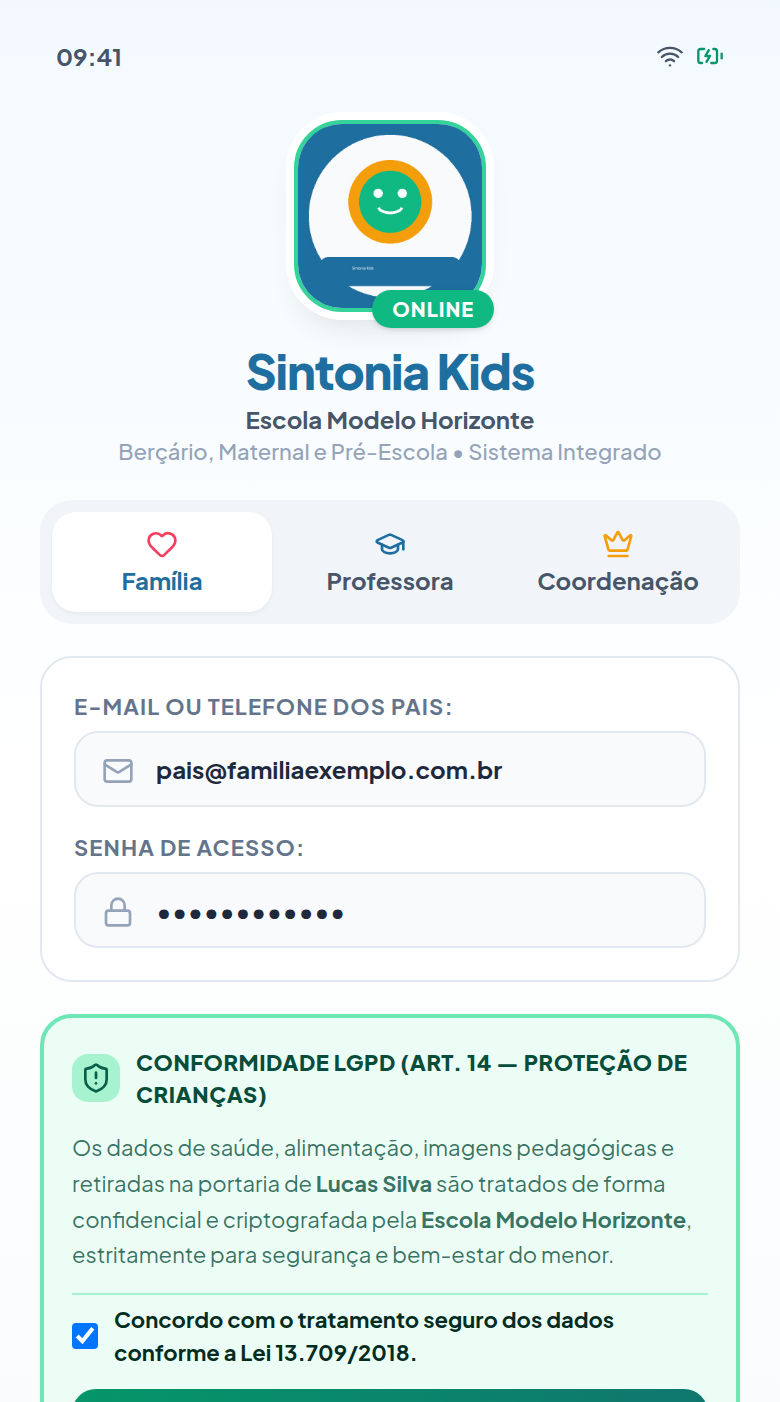 09:41
Sintonia Kids
ONLINE
Sintonia Kids
Escola Modelo Horizonte
Berçário, Maternal e Pré-Escola • Sistema Integrado
Família
Professora
Coordenação
E-MAIL OU TELEFONE DOS PAIS:
pais@familiaexemplo.com.br
SENHA DE ACESSO:
••••••••••••
CONFORMIDADE LGPD (ART. 14 — PROTEÇÃO DE
CRIANÇAS)
Os dados de saúde, alimentação, imagens pedagógicas e
retiradas na portaria de Lucas Silva são tratados de forma
confidencial e criptografada pela Escola Modelo Horizonte,
estritamente para segurança e bem-estar do menor.
Concordo com o tratamento seguro dos dados
conforme a Lei 13.709/2018.